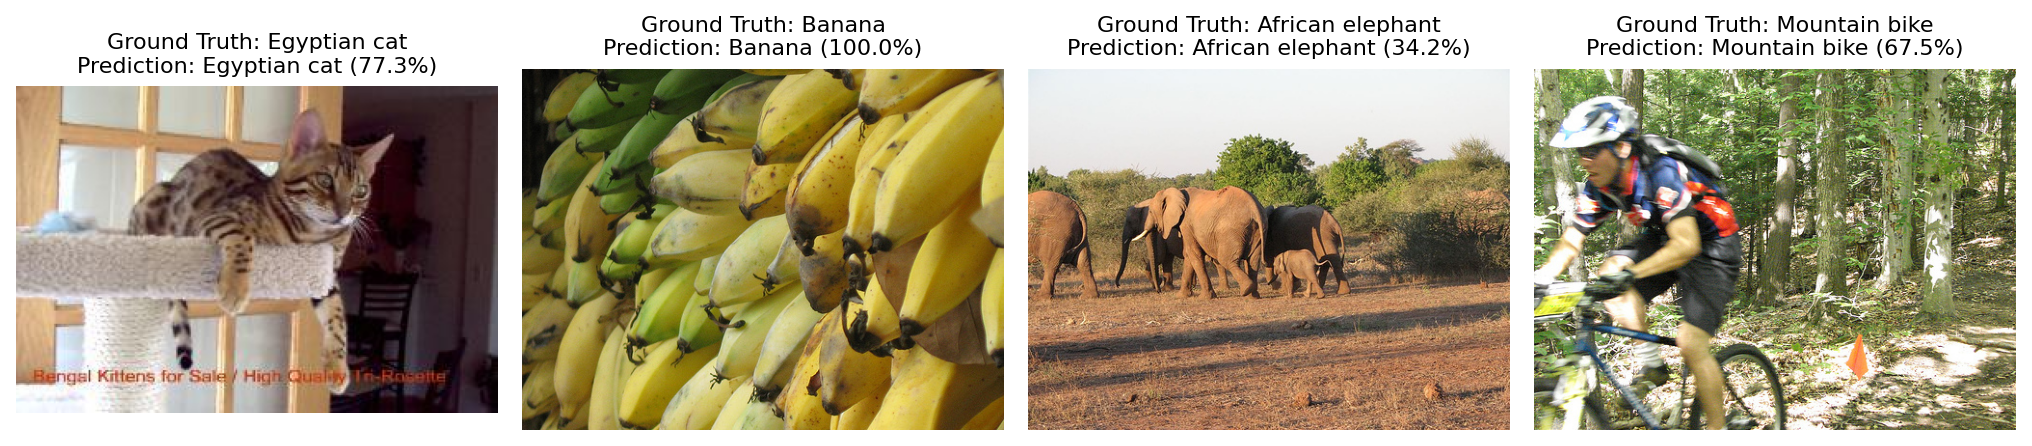 Ground Truth: Egyptian cat
Prediction: Egyptian cat (77.3%)
Bengal Kittens for Sale / High Quality Tri-Rosette
Ground Truth: Banana
Prediction: Banana (100.0%)
Ground Truth: African elephant
Prediction: African elephant (34.2%)
Ground Truth: Mountain bike
Prediction: Mountain bike (67.5%)